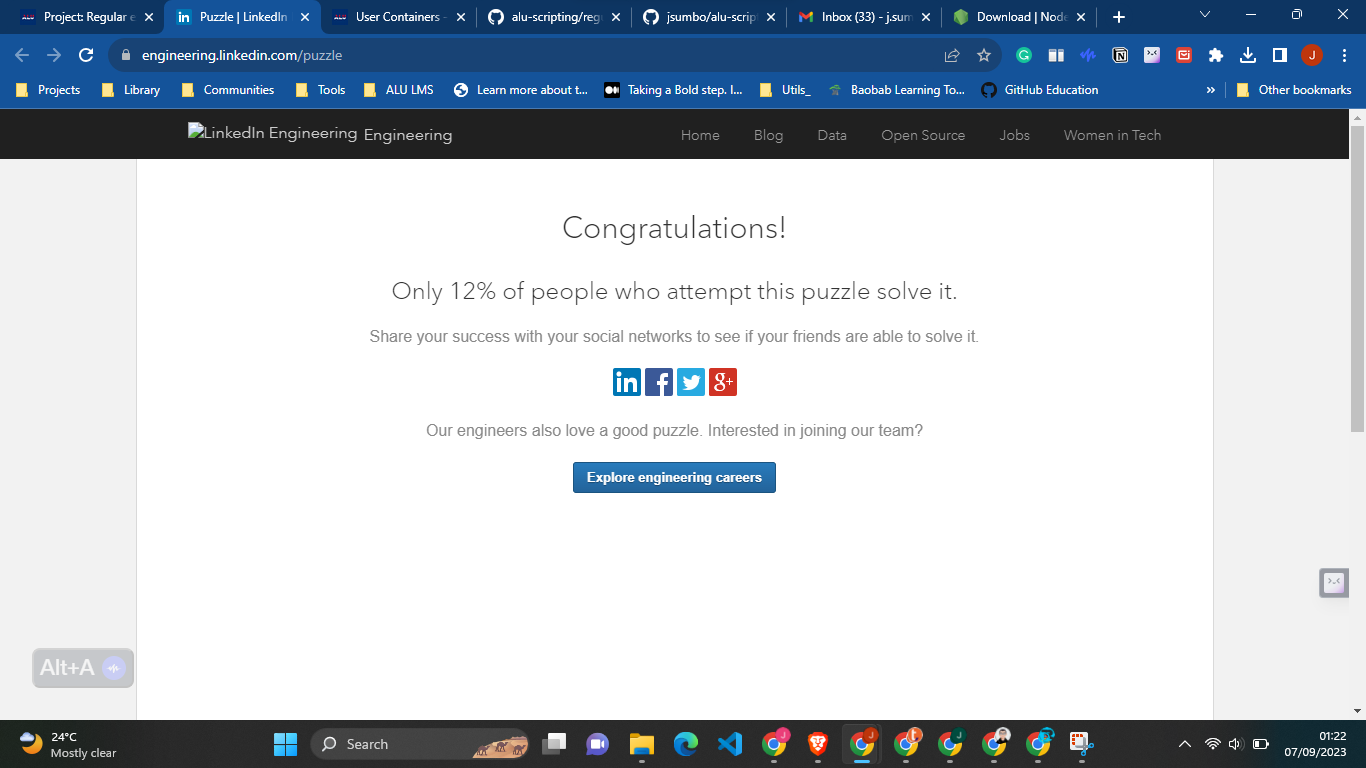 Project: Regular e
Puzzle | LinkedIn
User Containers -
alu-scripting/reg
jsumbo/alu-scrip
Inbox (33) - j.sum
Download | Node
engineering.linkedin.com/puzzle
J
Projects
Library
Communities
Tools
ALU LMS
Learn more about t...
Taking a Bold step. I...
Utils_
Baobab Learning To...
GitHub Education
»
Other bookmarks
LinkedIn Engineering Engineering
Home Blog Data Open Source Jobs Women in Tech
Congratulations!
Only 12% of people who attempt this puzzle solve it.
Share your success with your social networks to see if your friends are able to solve it.
in f g+
Our engineers also love a good puzzle. Interested in joining our team?
Explore engineering careers
Alt+A
24°C
Mostly clear
Search
01:22
07/09/2023